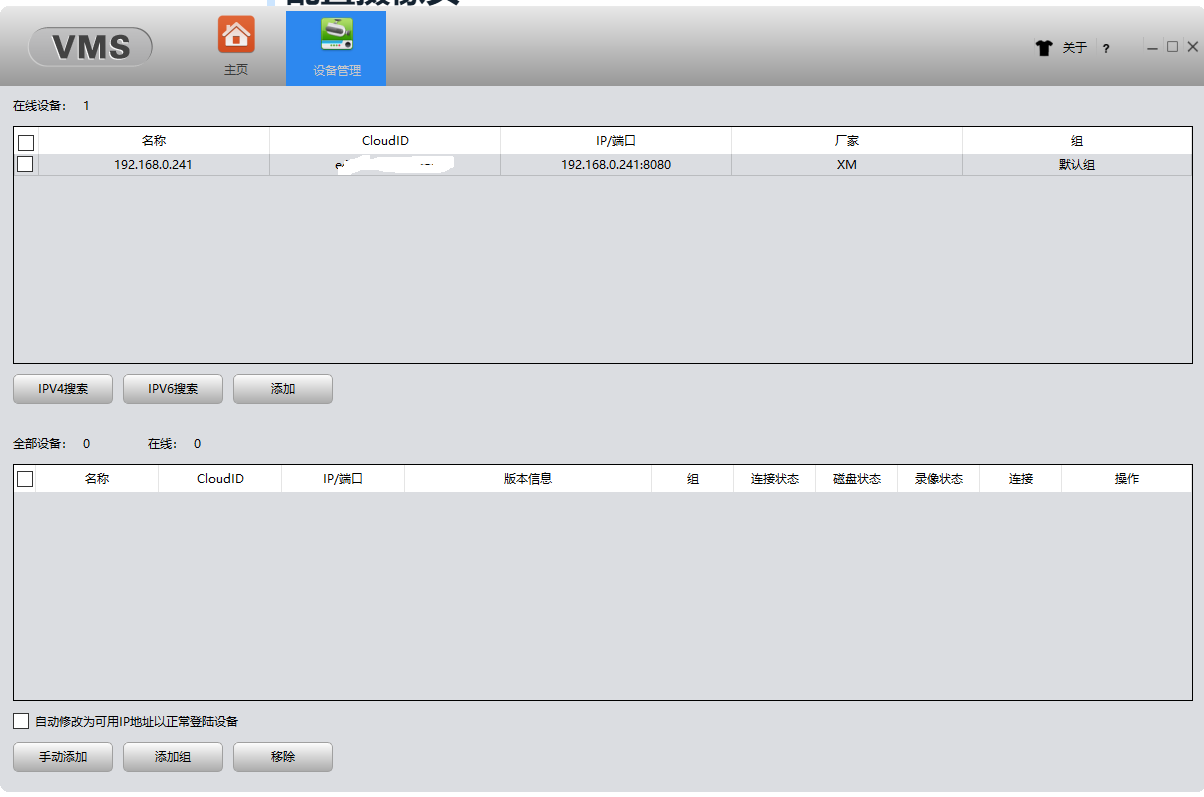 VMS
主页
设备管理
关于 ?
在线设备: 1
名称 CloudID IP/端口 厂家 组
192.168.0.241 192.168.0.241:8080 XM 默认组
IPV4搜索 IPV6搜索 添加
全部设备: 0 在线: 0
名称 CloudID IP/端口 版本信息 组 连接状态 磁盘状态 录像状态 连接 操作
自动修改为可用IP地址以正常登陆设备
手动添加 添加组 移除